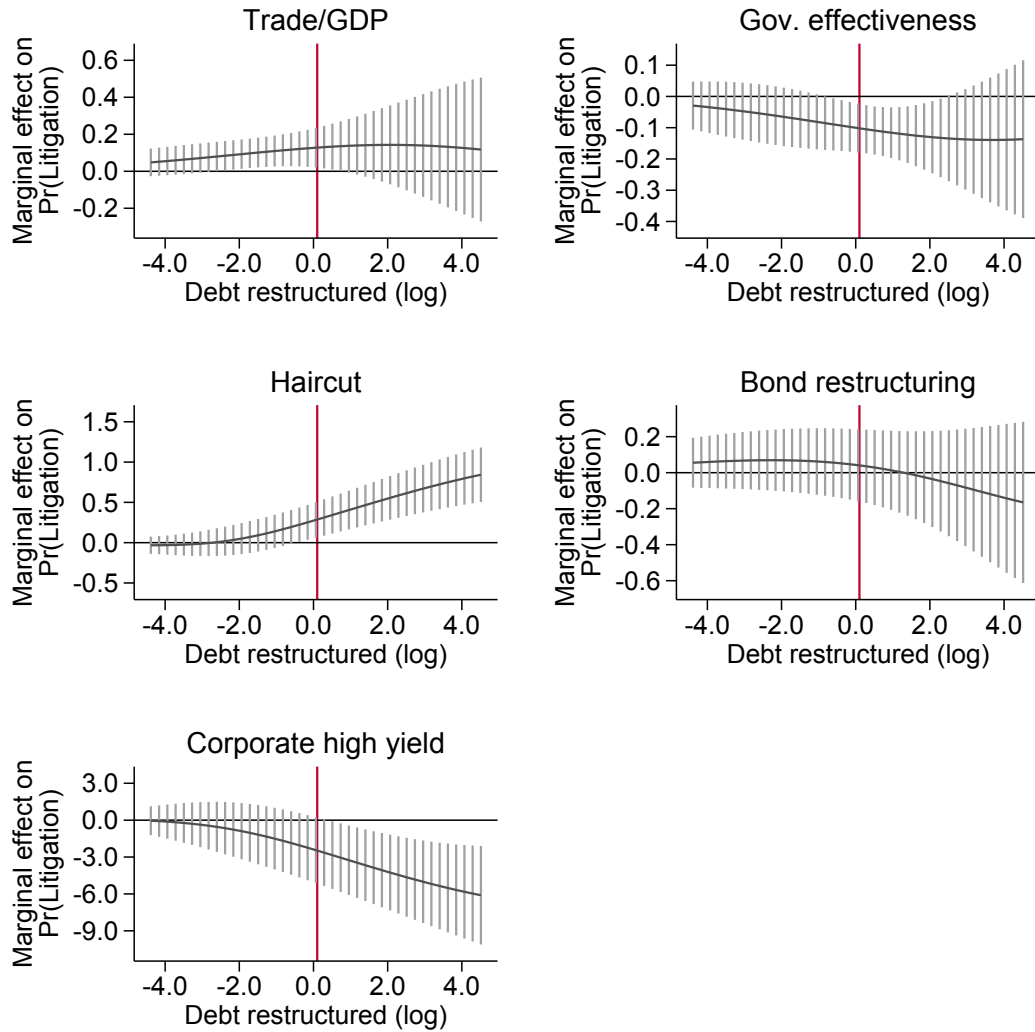 Trade/GDP
Marginal effect on
Pr(Litigation)
0.6
0.4
0.2
0.0
-0.2
-4.0 -2.0 0.0 2.0 4.0
Debt restructured (log)
Gov. effectiveness
Marginal effect on
Pr(Litigation)
0.1
0.0
-0.1
-0.2
-0.3
-0.4
-4.0 -2.0 0.0 2.0 4.0
Debt restructured (log)
Haircut
Marginal effect on
Pr(Litigation)
1.5
1.0
0.5
0.0
-0.5
-4.0 -2.0 0.0 2.0 4.0
Debt restructured (log)
Bond restructuring
Marginal effect on
Pr(Litigation)
0.2
0.0
-0.2
-0.4
-0.6
-4.0 -2.0 0.0 2.0 4.0
Debt restructured (log)
Corporate high yield
Marginal effect on
Pr(Litigation)
3.0
0.0
-3.0
-6.0
-9.0
-4.0 -2.0 0.0 2.0 4.0
Debt restructured (log)